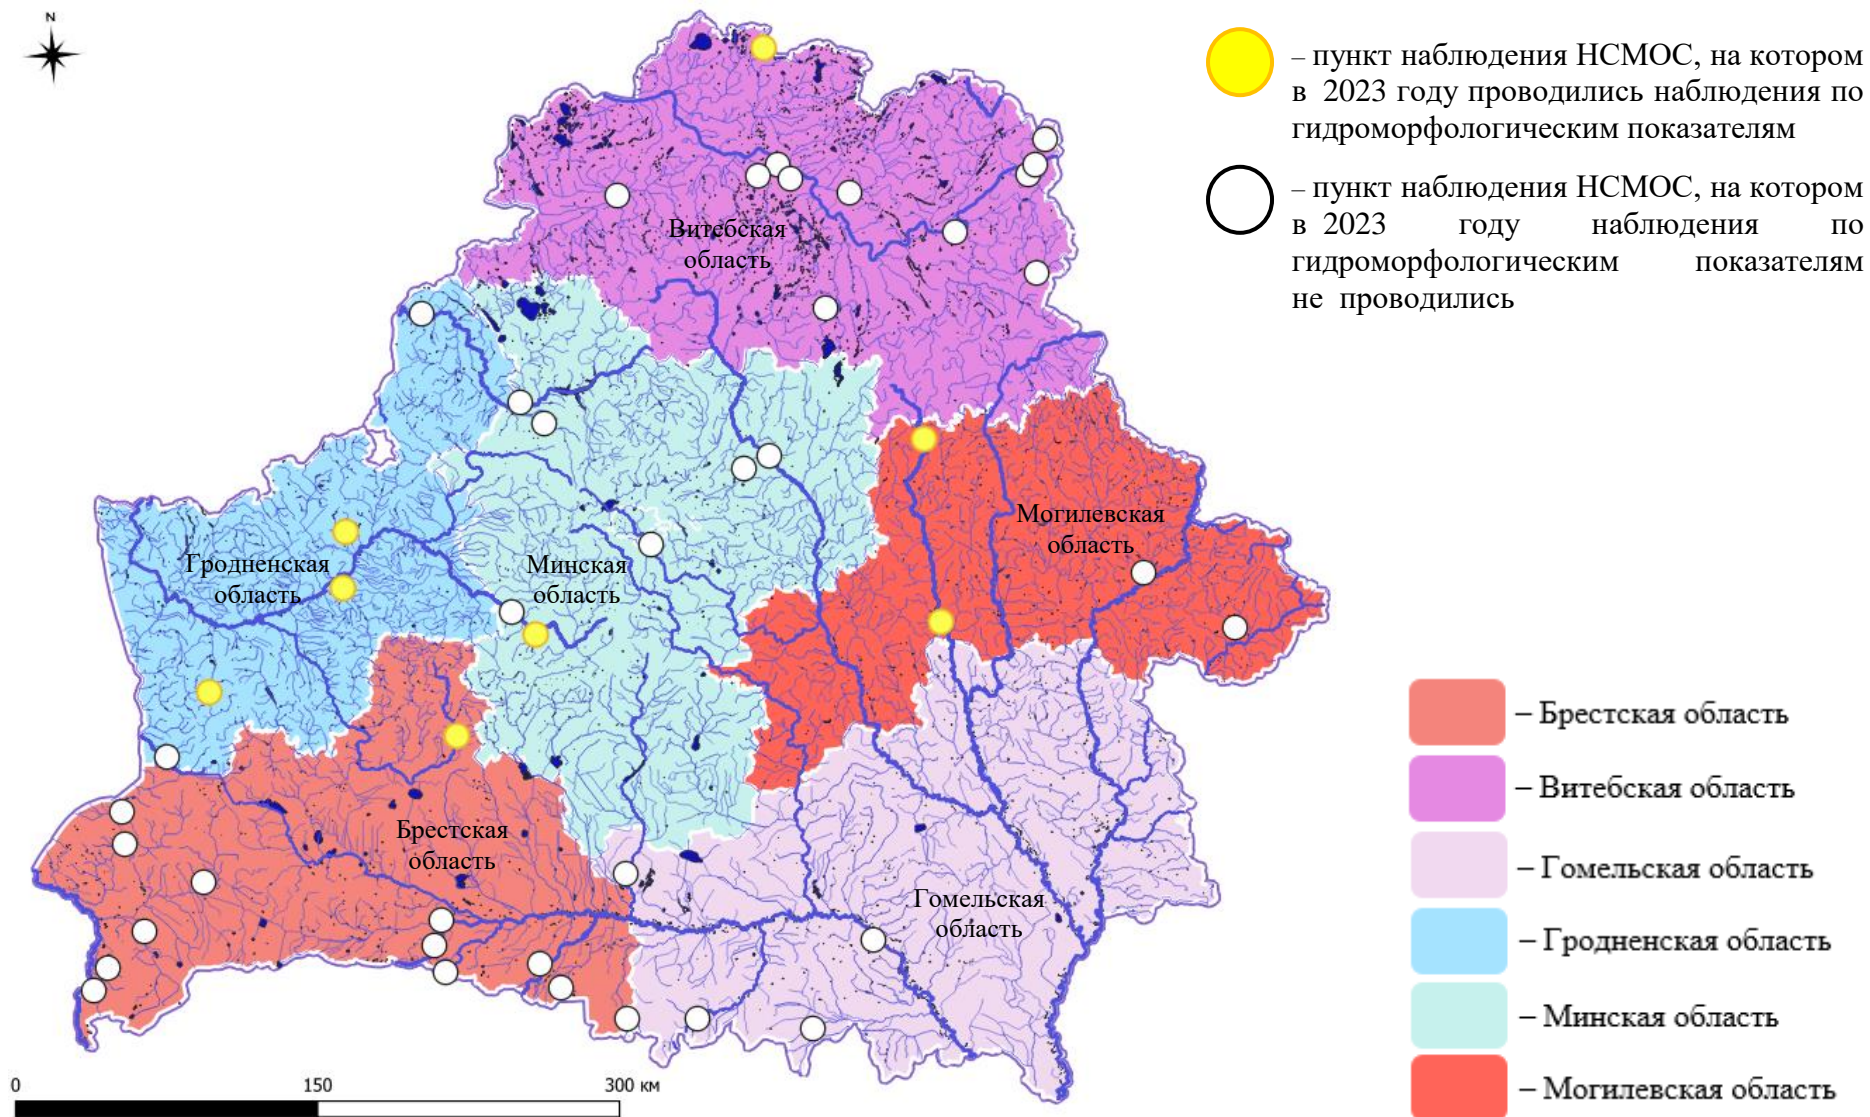 N
– пункт наблюдения НСМОС, на котором
в 2023 году проводились наблюдения по
гидроморфологическим показателям
– пункт наблюдения НСМОС, на котором
в 2023 году наблюдения по
гидроморфологическим показателям
не проводились
Витебская
область
Могилевская
область
Гродненская
область
Минская
область
Брестская
область
Гомельская
область
– Брестская область
– Витебская область
– Гомельская область
– Гродненская область
– Минская область
– Могилевская область
0 150 300 км